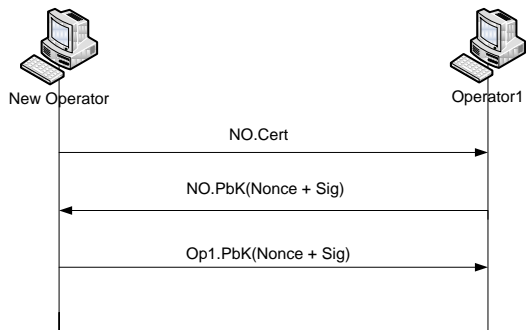 New Operator
Operator1
NO.Cert
NO.PbK(Nonce + Sig)
Op1.PbK(Nonce + Sig)